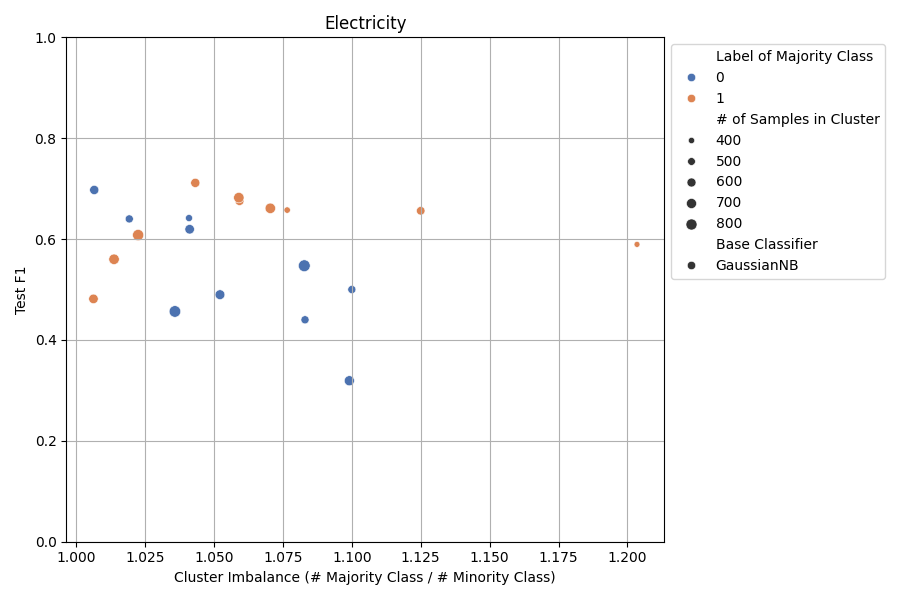 Electricity
1.0
0.8
0.6
0.4
0.2
0.0
Test F1
1.000 1.025 1.050 1.075 1.100 1.125 1.150 1.175 1.200
Cluster Imbalance (# Majority Class / # Minority Class)
Label of Majority Class
0
1
# of Samples in Cluster
400
500
600
700
800
Base Classifier
GaussianNB